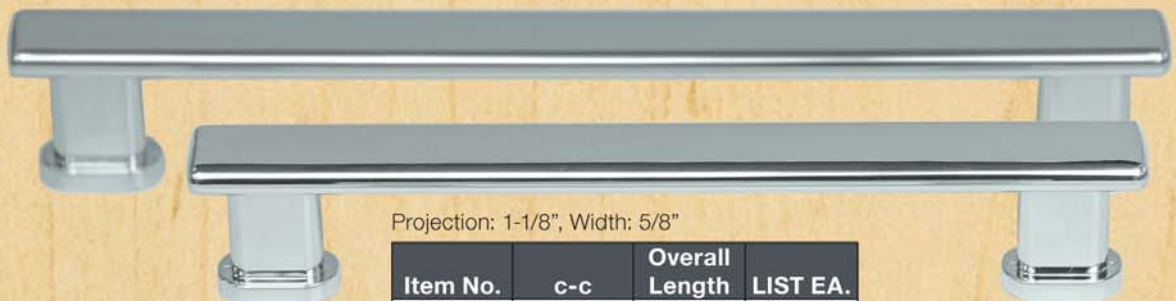 Projection: 1-1/8”, Width: 5/8”
Overall
Item No. c-c Length LIST EA.